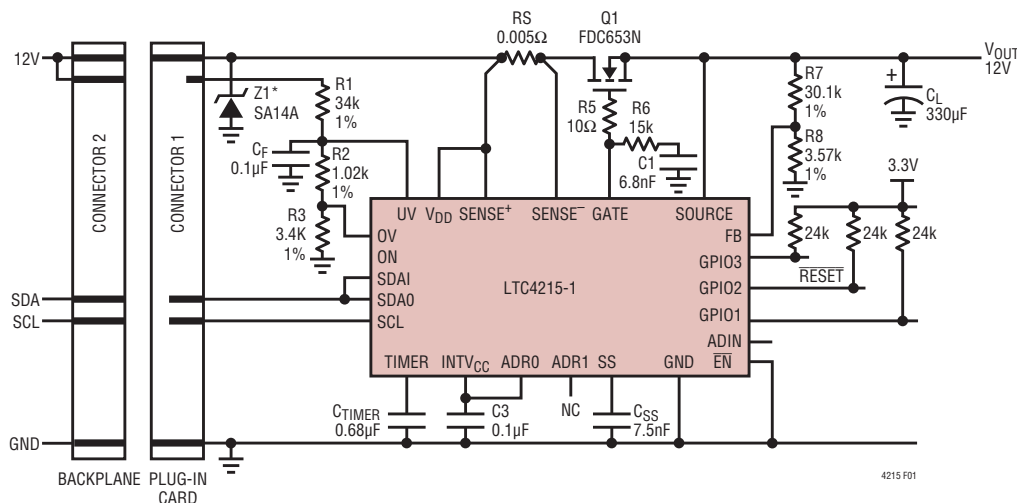 RS
0.005Ω
Q1
FDC653N
12V
VOUT
12V
CONNECTOR 2
CONNECTOR 1
Z1*
SA14A
R1
34k
1%
CF
0.1µF
R2
1.02k
1%
R3
3.4K
1%
R5
10Ω
R6
15k
C1
6.8nF
R7
30.1k
1%
R8
3.57k
1%
+
CL
330µF
3.3V
24k
24k
24k
UV
VDD
SENSE+
SENSE−
GATE
SOURCE
OV
ON
SDAI
SDA0
SCL
LTC4215-1
FB
GPIO3
RESET
GPIO2
GPIO1
ADIN
EN
TIMER
INTVCC
ADR0
ADR1
SS
GND
SDA
SCL
CTIMER
0.68µF
C3
0.1µF
NC
CSS
7.5nF
GND
BACKPLANE
PLUG-IN
CARD
4215 F01